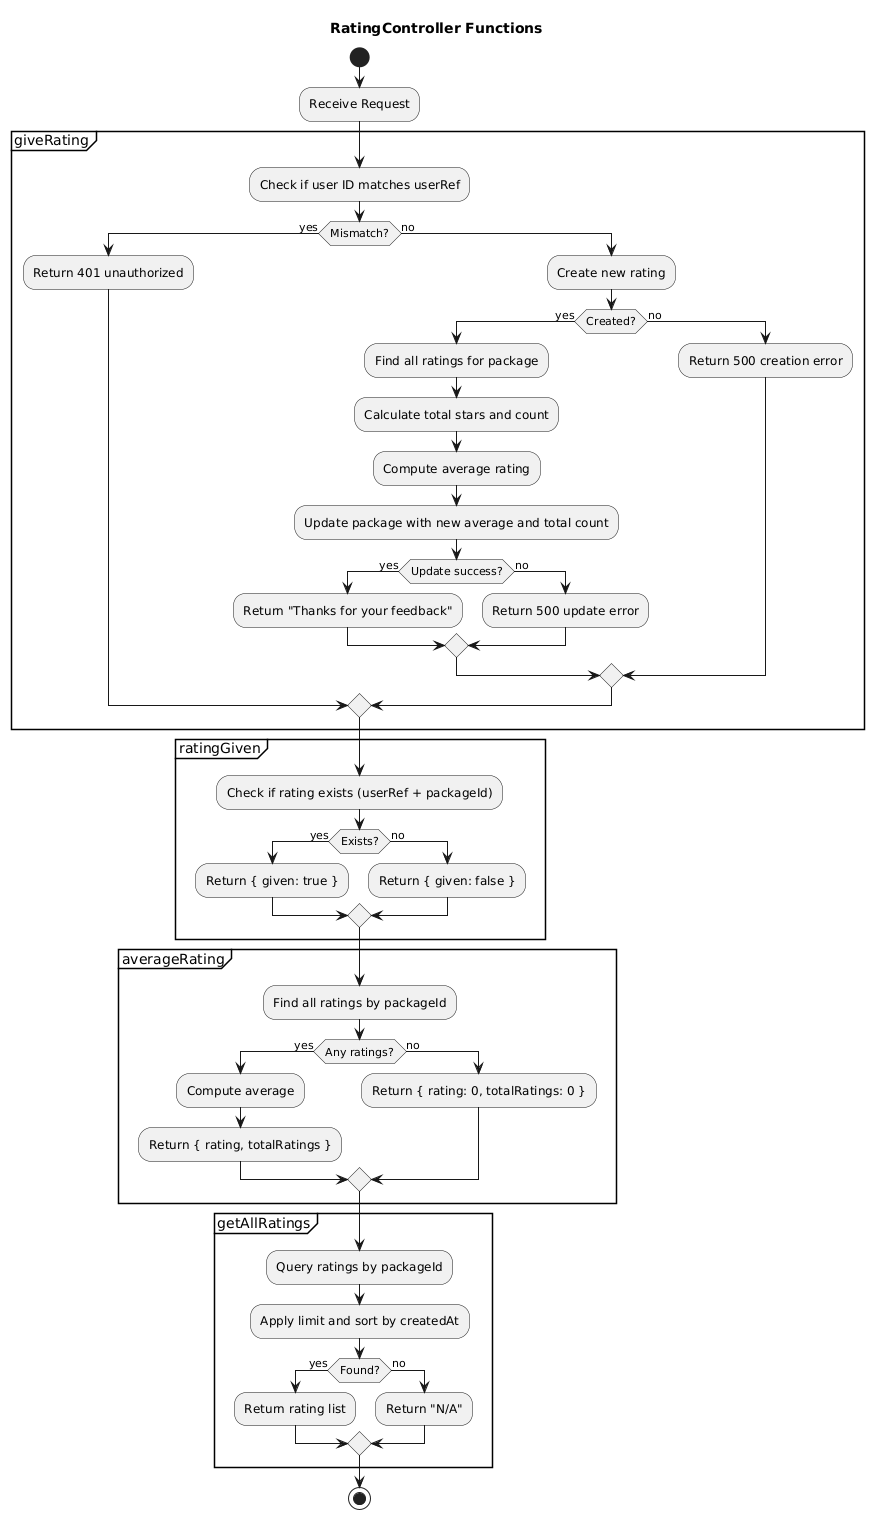 RatingController Functions
Receive Request
giveRating
Check if user ID matches userRef
yes
Mismatch?
no
Return 401 unauthorized
Create new rating
yes
Created?
no
Find all ratings for package
Return 500 creation error
Calculate total stars and count
Compute average rating
Update package with new average and total count
yes
Update success?
no
Return "Thanks for your feedback"
Return 500 update error
ratingGiven
Check if rating exists (userRef + packageId)
yes
Exists?
no
Return { given: true }
Return { given: false }
averageRating
Find all ratings by packageId
yes
Any ratings?
no
Compute average
Return { rating: 0, totalRatings: 0 }
Return { rating, totalRatings }
getAllRatings
Query ratings by packageId
Apply limit and sort by createdAt
yes
Found?
no
Return rating list
Return "N/A"